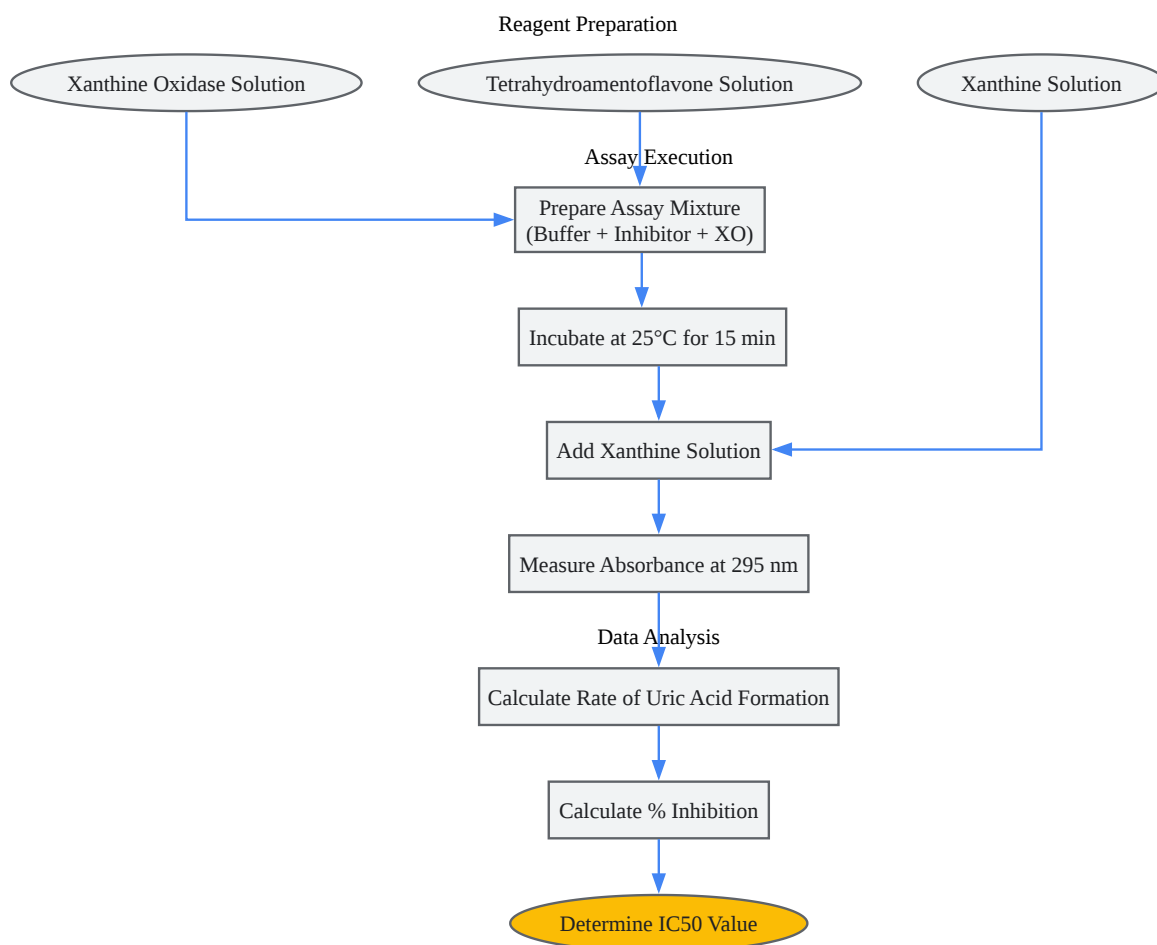 Reagent Preparation
Xanthine Oxidase Solution
Tetrahydroamentoflavone Solution
Xanthine Solution
Assay Execution
Prepare Assay Mixture
(Buffer + Inhibitor + XO)
Incubate at 25°C for 15 min
Add Xanthine Solution
Measure Absorbance at 295 nm
Data Analysis
Calculate Rate of Uric Acid Formation
Calculate % Inhibition
Determine IC50 Value